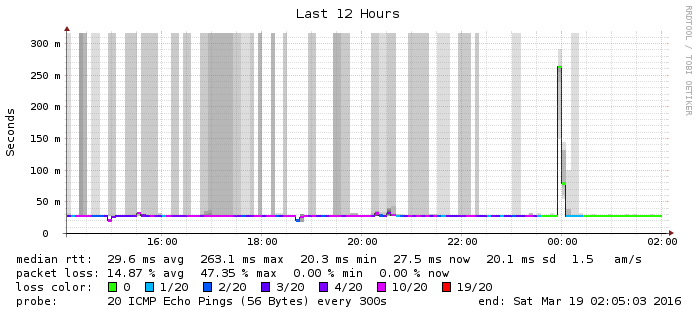 Last 12 Hours
RRDTOOL / TOBI OETIKER
Seconds
300 m
250 m
200 m
150 m
100 m
50 m
0
16:00 18:00 20:00 22:00 00:00 02:00
median rtt: 29.6 ms avg 263.1 ms max 20.3 ms min 27.5 ms now 20.1 ms sd 1.5 am/s
packet loss: 14.87 % avg 47.35 % max 0.00 % min 0.00 % now
loss color: 0 1/20 2/20 3/20 4/20 10/20 19/20
probe: 20 ICMP Echo Pings (56 Bytes) every 300s end: Sat Mar 19 02:05:03 2016